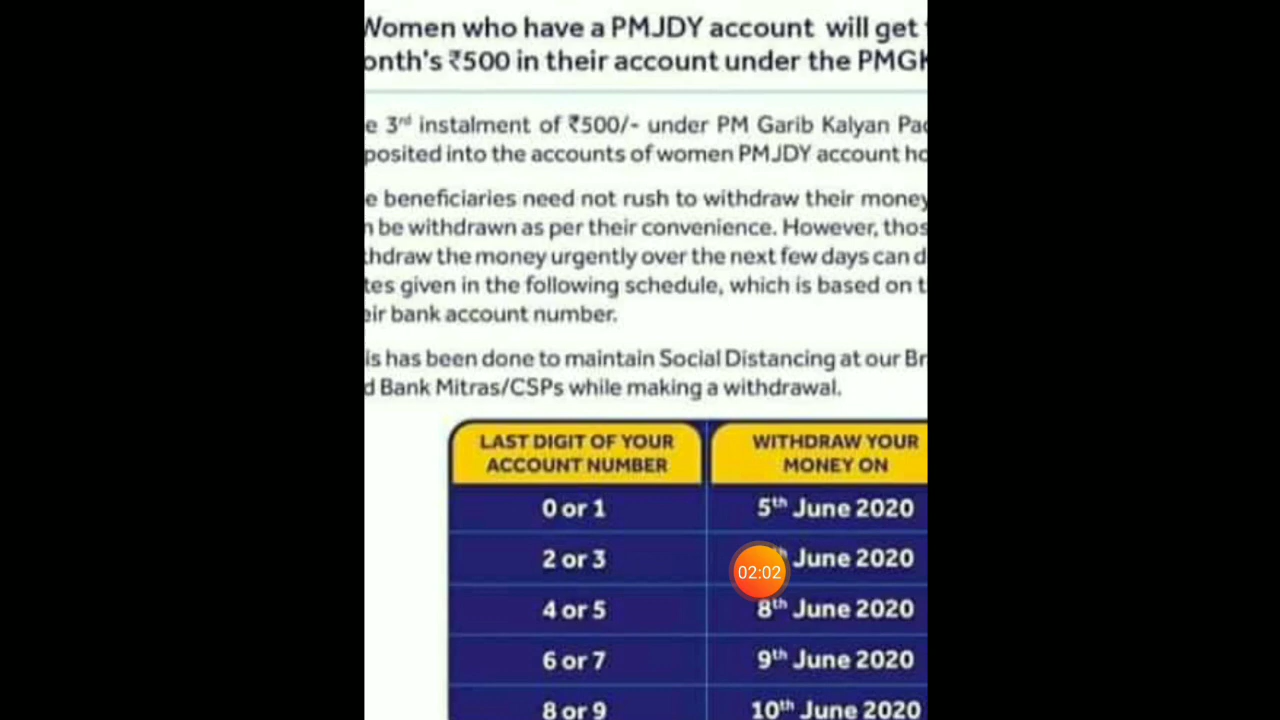 Women who have a PMJDY account will get
onth's ₹500 in their account under the PMGK
e 3rd instalment of ₹500/- under PM Garib Kalyan Pac
posited into the accounts of women PMJDY account ho
e beneficiaries need not rush to withdraw their money
n be withdrawn as per their convenience. However, thos
thdraw the money urgently over the next few days can d
tes given in the following schedule, which is based on t
eir bank account number.
is has been done to maintain Social Distancing at our Br
d Bank Mitras/CSPs while making a withdrawal.
LAST DIGIT OF YOUR
ACCOUNT NUMBER
WITHDRAW YOUR
MONEY ON
0 or 1 5th June 2020
2 or 3 June 2020
02:02
4 or 5 8th June 2020
6 or 7 9th June 2020
8 or 9 10th June 2020